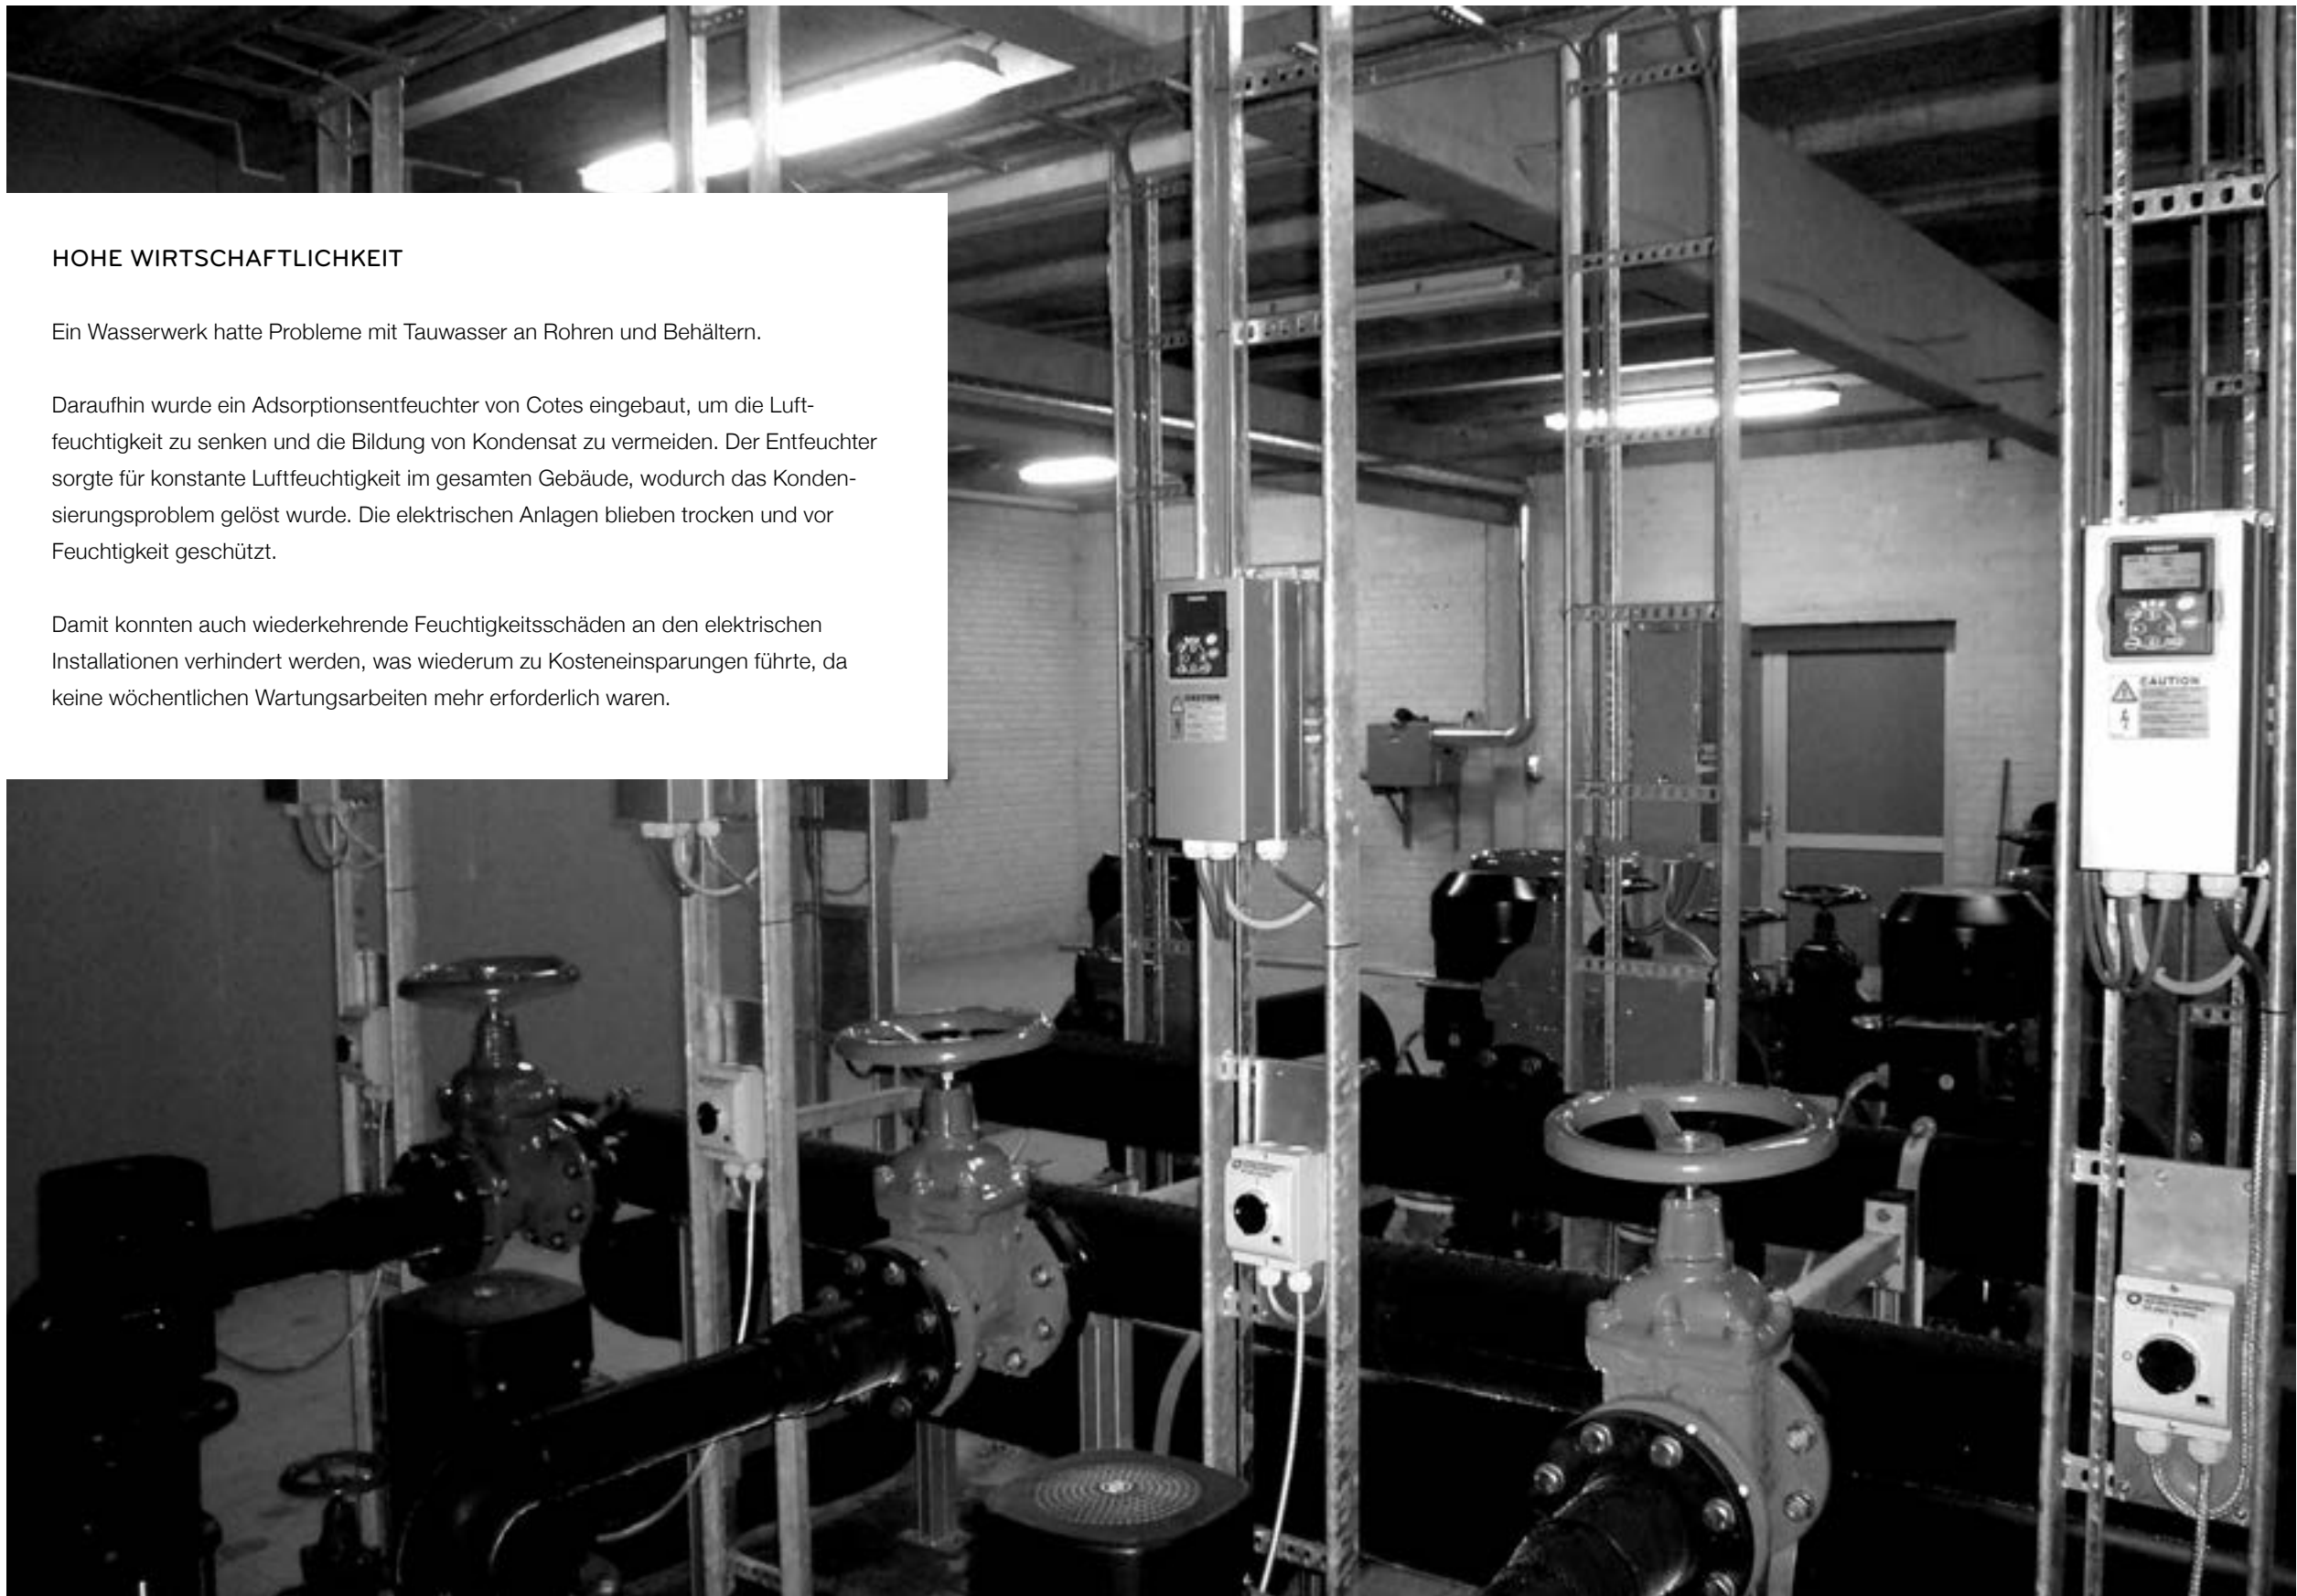 HOHE WIRTSCHAFTLICHKEIT
Ein Wasserwerk hatte Probleme mit Tauwasser an Rohren und Behältern.
Daraufhin wurde ein Adsorptionsentfeuchter von Cotes eingebaut, um die Luft-
feuchtigkeit zu senken und die Bildung von Kondensat zu vermeiden. Der Entfeuchter
sorgte für konstante Luftfeuchtigkeit im gesamten Gebäude, wodurch das Konden-
sierungsproblem gelöst wurde. Die elektrischen Anlagen blieben trocken und vor
Feuchtigkeit geschützt.
Damit konnten auch wiederkehrende Feuchtigkeitsschäden an den elektrischen
Installationen verhindert werden, was wiederum zu Kosteneinsparungen führte, da
keine wöchentlichen Wartungsarbeiten mehr erforderlich waren.
CAUTION
CAUTION